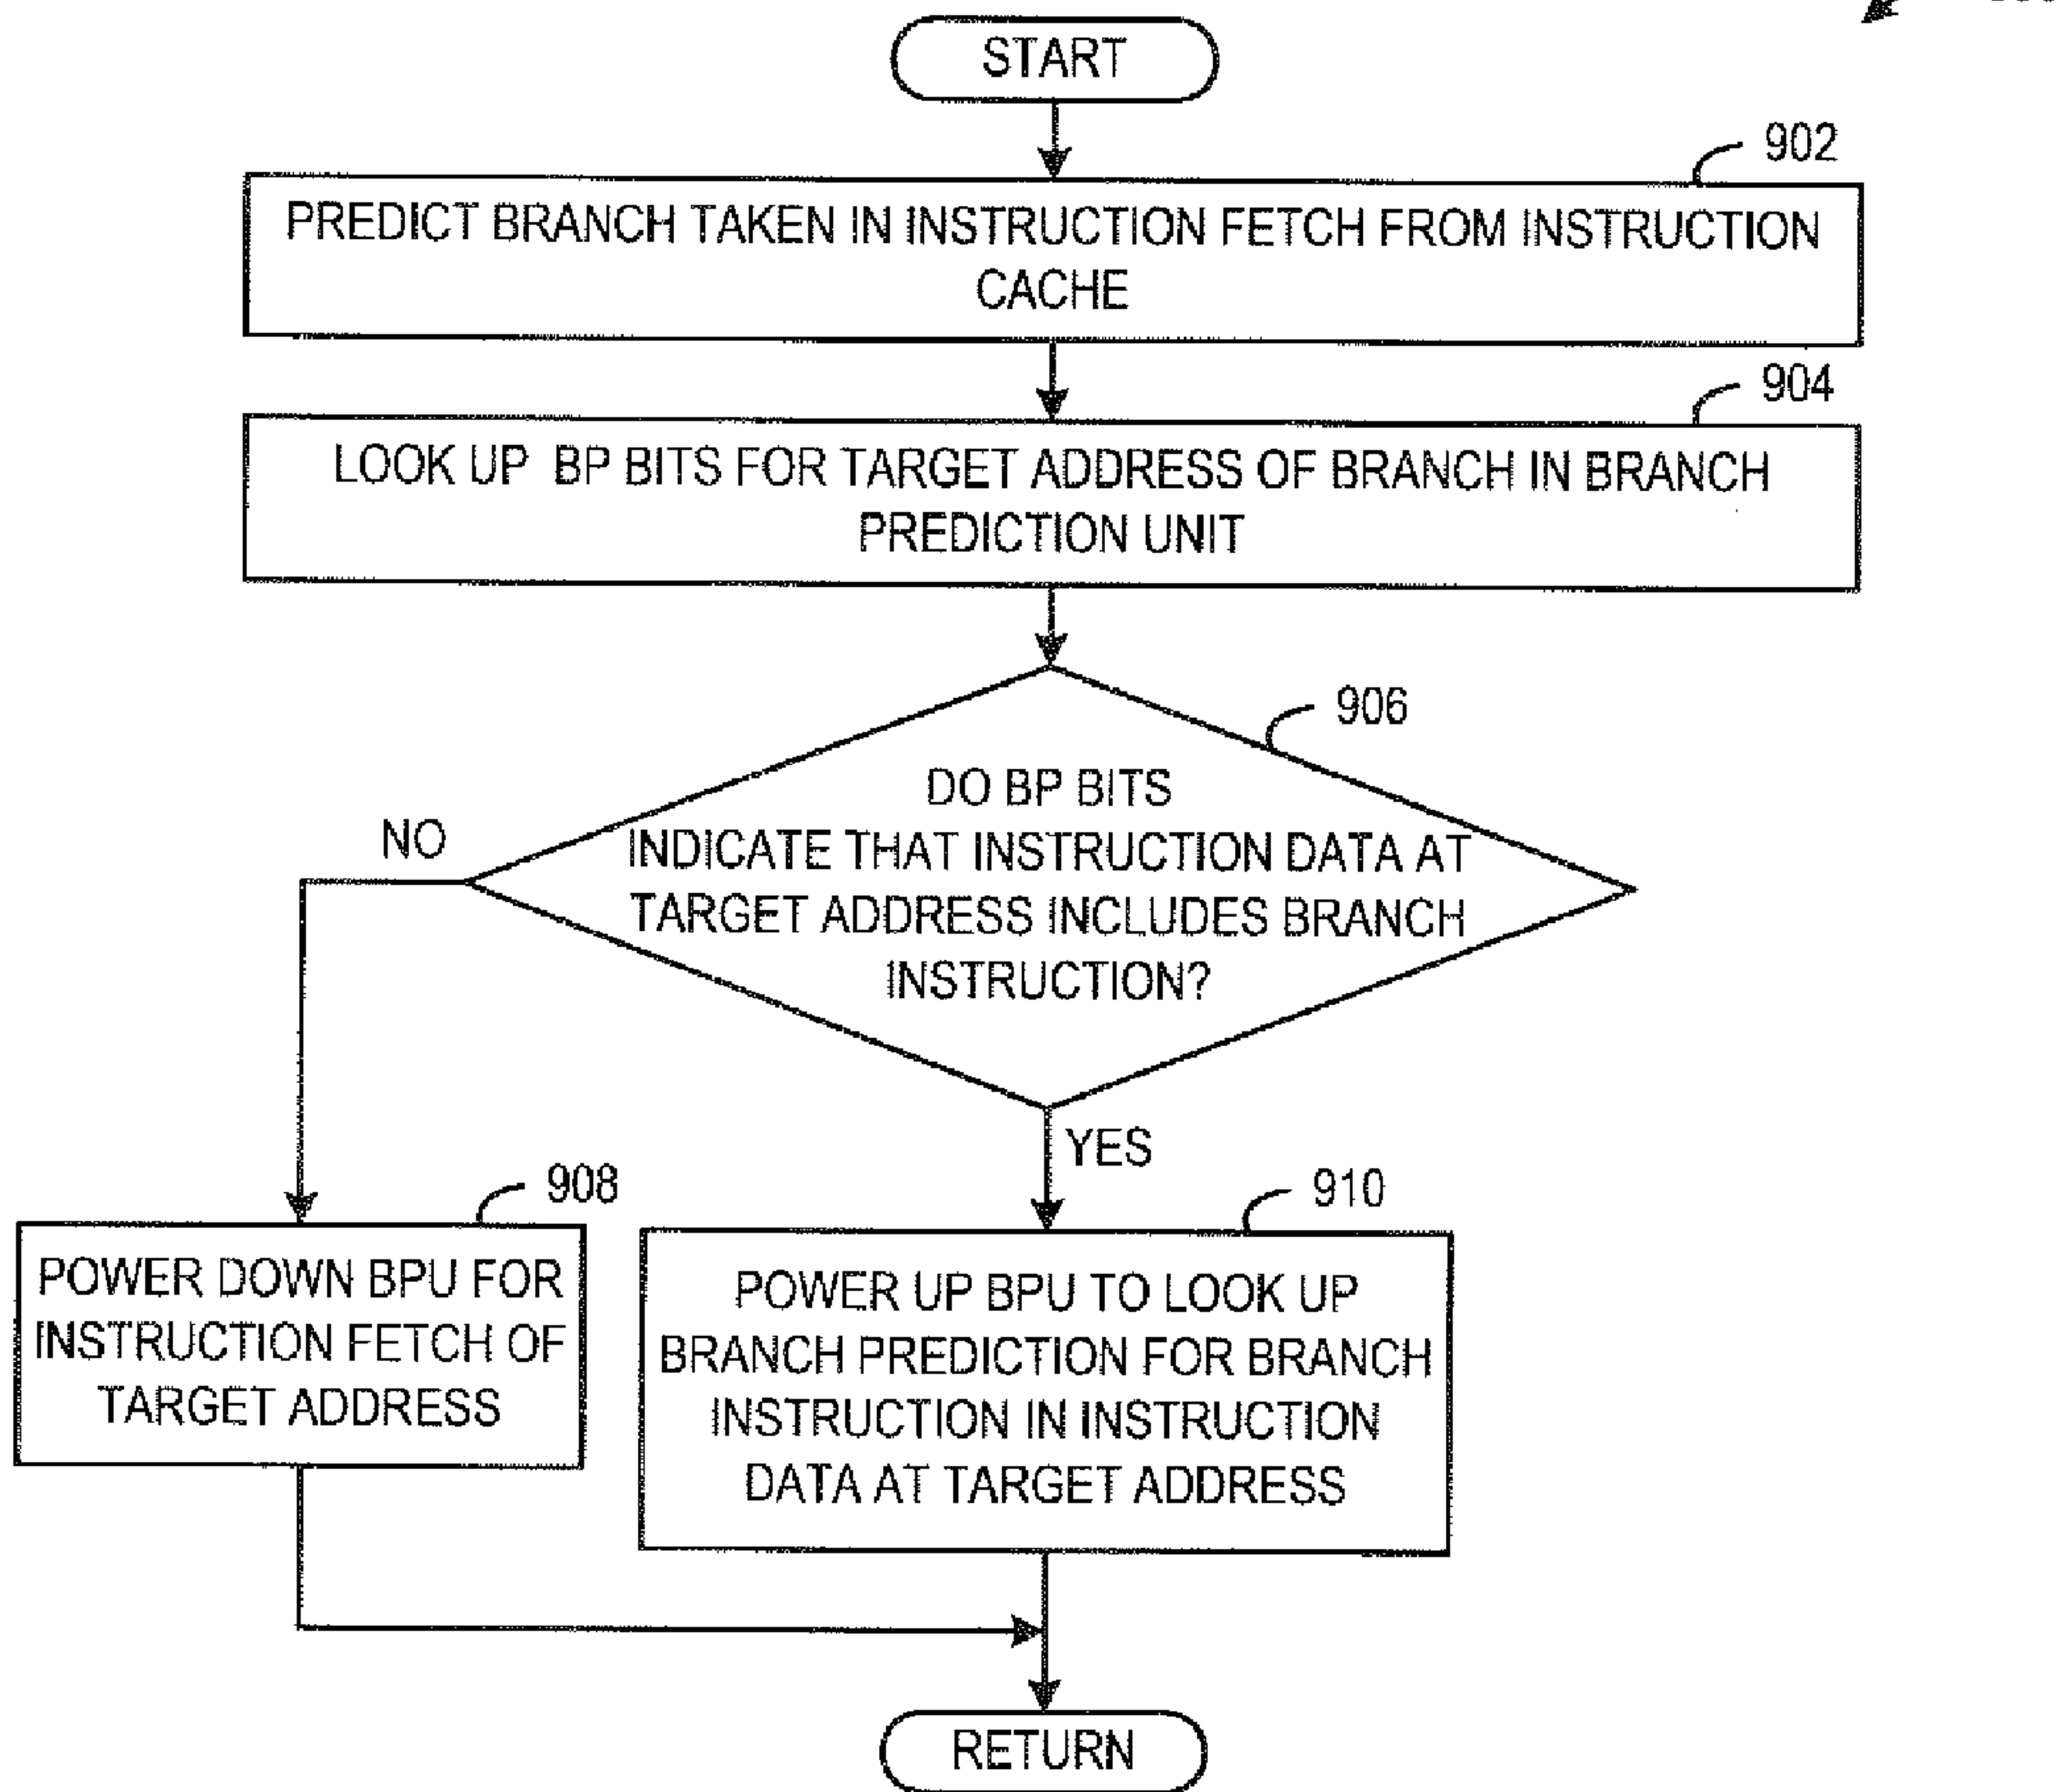 START
902
PREDICT BRANCH TAKEN IN INSTRUCTION FETCH FROM INSTRUCTION
CACHE
904
LOOK UP BP BITS FOR TARGET ADDRESS OF BRANCH IN BRANCH
PREDICTION UNIT
906
DO BP BITS
INDICATE THAT INSTRUCTION DATA AT
TARGET ADDRESS INCLUDES BRANCH
INSTRUCTION?
NO
YES
908
POWER DOWN BPU FOR
INSTRUCTION FETCH OF
TARGET ADDRESS
910
POWER UP BPU TO LOOK UP
BRANCH PREDICTION FOR BRANCH
INSTRUCTION IN INSTRUCTION
DATA AT TARGET ADDRESS
RETURN